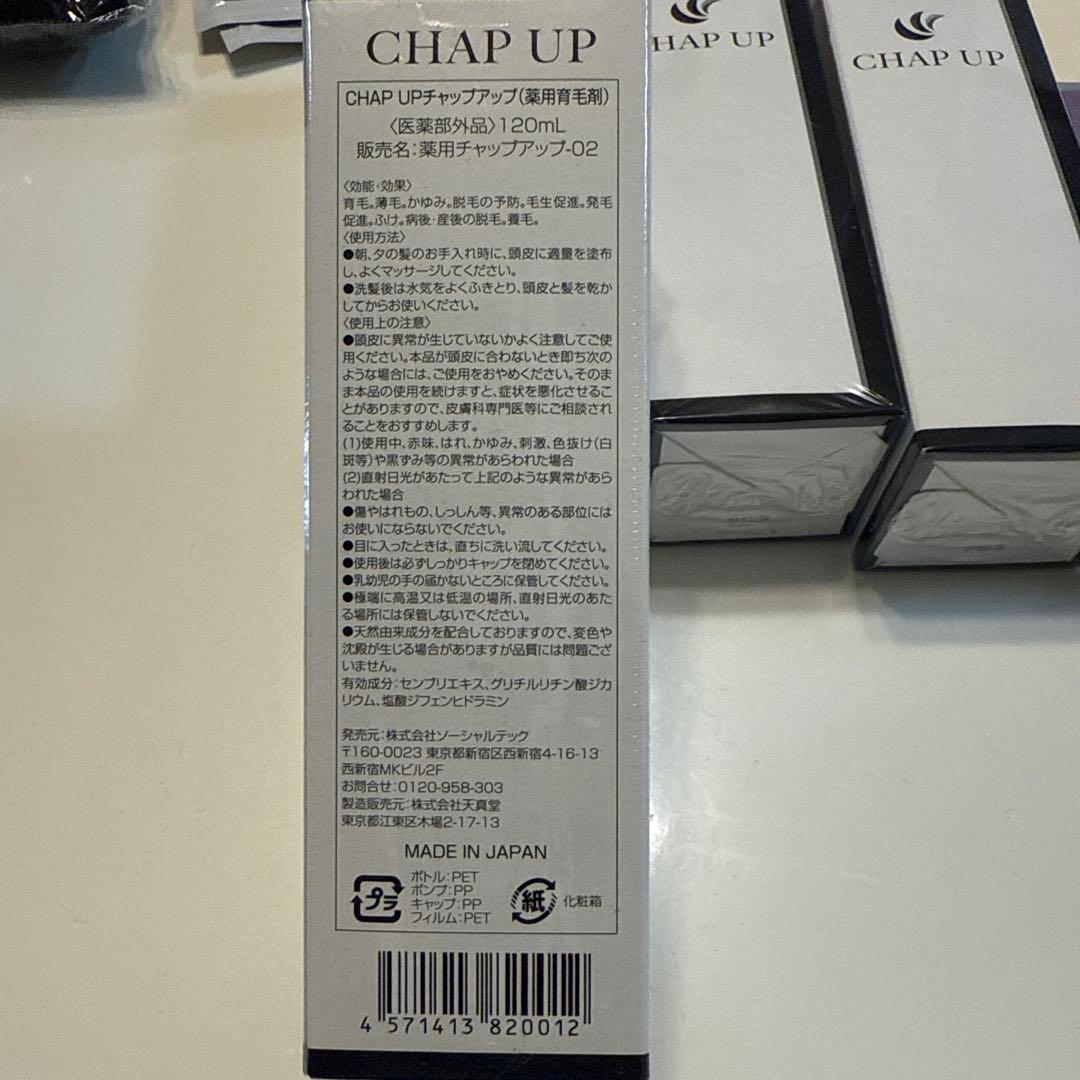 CHAP UP
CHAP UPチャップアップ(薬用育毛剤)
〈医薬部外品〉120mL
販売名:薬用チャップアップ-02
〈効能・効果〉
育毛。薄毛。かゆみ。脱毛の予防。毛生促進。発毛
促進。ふけ。病後・産後の脱毛。養毛。
〈使用方法〉
●朝、夕の髪のお手入れ時に、頭皮に適量を塗布
し、よくマッサージしてください。
●洗髪後は水気をよくふきとり、頭皮と髪を乾か
してからお使いください。
〈使用上の注意〉
●頭皮に異常が生じていないかよく注意してご使
用ください。本品が頭皮に合わないとき即ち次の
ような場合には、ご使用をおやめください。そのま
ま本品の使用を続けますと、症状を悪化させるこ
とがありますので、皮膚科専門医等にご相談され
ることをおすすめします。
(1)使用中、赤味、はれ、かゆみ、刺激、色抜け(白
斑等)や黒ずみ等の異常があらわれた場合
(2)直射日光があたって上記のような異常があら
われた場合
●傷やはれもの、しっしん等、異常のある部位には
お使いにならないでください。
●目に入ったときは、直ちに洗い流してください。
●使用後は必ずしっかりキャップを閉めてください。
●乳幼児の手の届かないところに保管してください。
●極端に高温又は低温の場所、直射日光のあた
る場所には保管しないでください。
●天然由来成分を配合しておりますので、変色や
沈殿が生じる場合がありますが品質には問題ござ
いません。
有効成分:センブリエキス、グリチルリチン酸ジカ
リウム、塩酸ジフェンヒドラミン
発売元:株式会社ソーシャルテック
〒160-0023 東京都新宿区西新宿4-16-13
西新宿MKビル2F
お問合せ:0120-958-303
製造販売元:株式会社天真堂
東京都江東区木場2-17-13
MADE IN JAPAN
プラ
ボトル:PET
ポンプ:PP
キャップ:PP
フィルム:PET
紙
化粧箱
4 571413 820012
HAP UP
CHAP UP